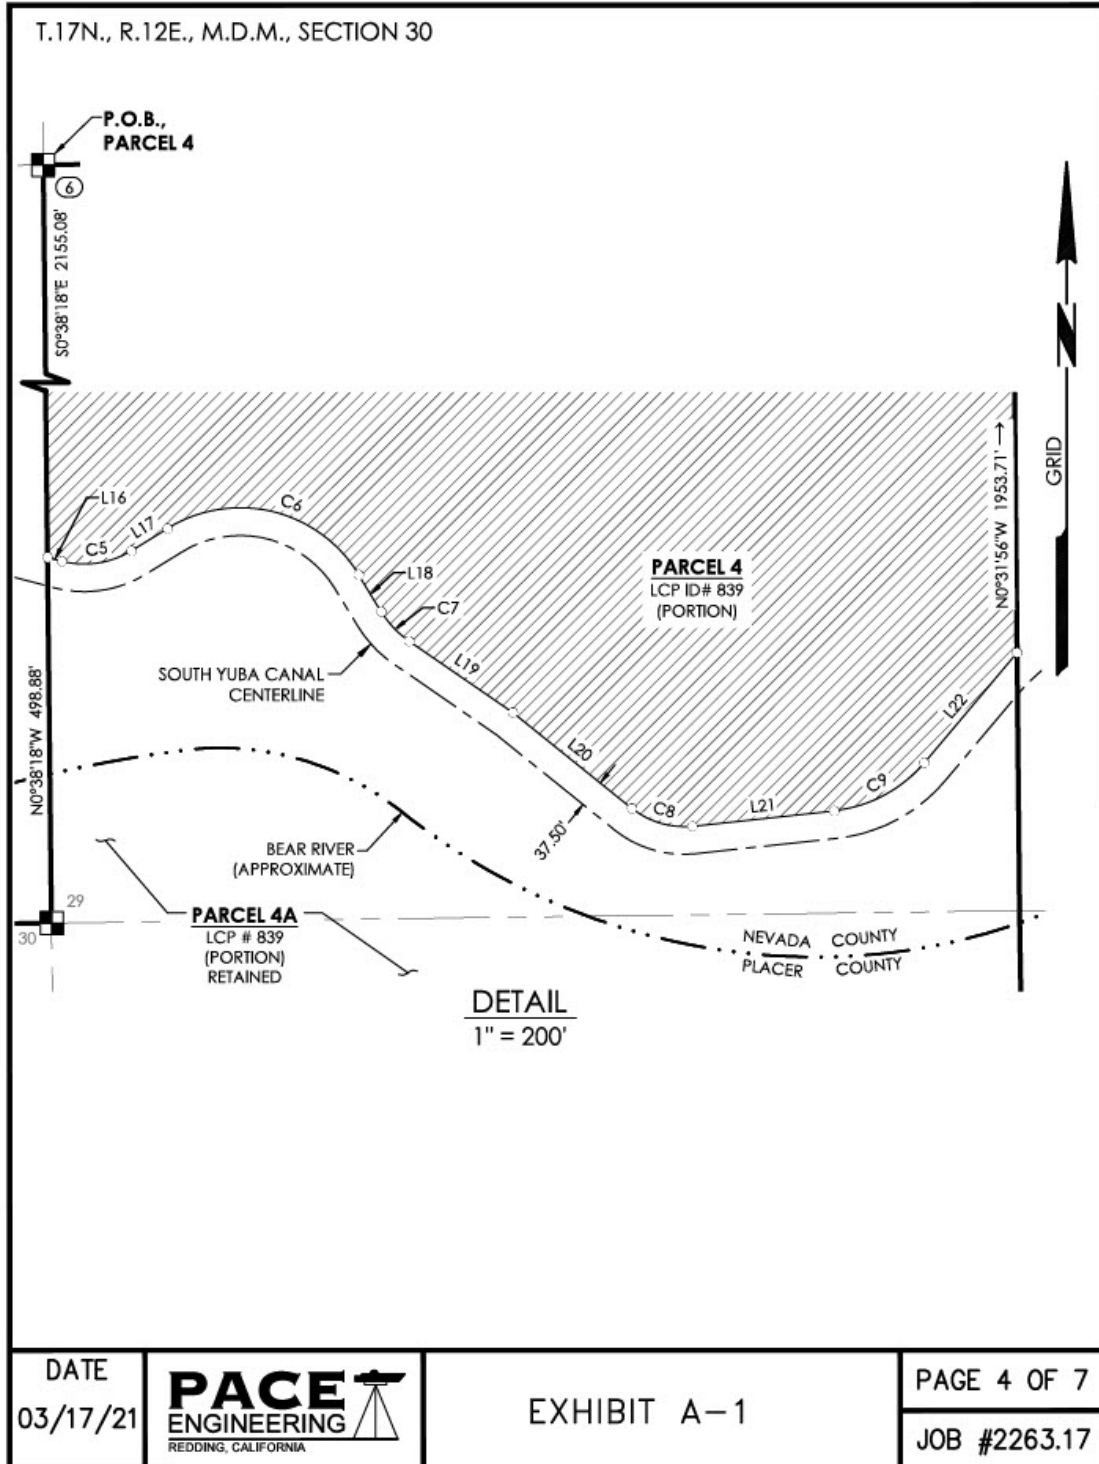 T.17N., R.12E., M.D.M., SECTION 30
P.O.B.,
PARCEL 4
6
S0°38'18"E 2155.08'
L16
C5
L17
C6
L18
C7
L19
L20
37.50'
C8
L21
C9
L22
N0°31'56"W 1953.71'
GRID
N
PARCEL 4
LCP ID# 839
(PORTION)
SOUTH YUBA CANAL
CENTERLINE
N0°38'18"W 498.88'
BEAR RIVER
(APPROXIMATE)
29
30
PARCEL 4A
LCP # 839
(PORTION)
RETAINED
NEVADA COUNTY
PLACER COUNTY
DETAIL
1" = 200'
DATE
03/17/21
PACE
ENGINEERING
REDDING, CALIFORNIA
EXHIBIT A-1
PAGE 4 OF 7
JOB #2263.17